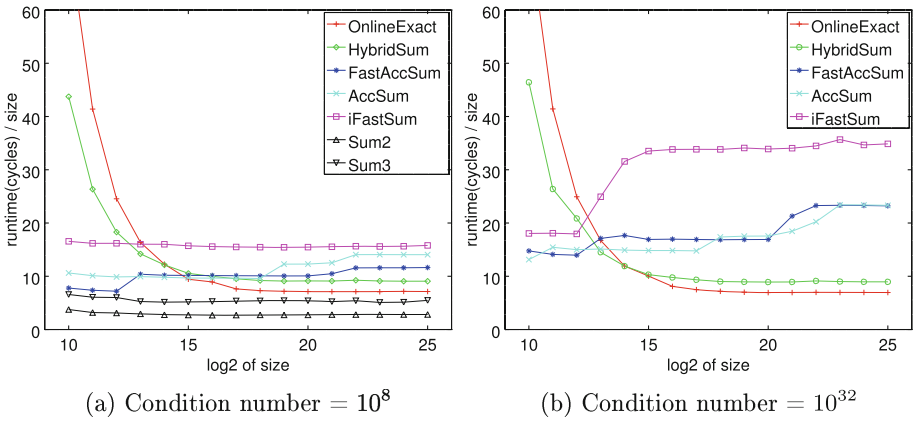 60
50
40
30
20
10
0
runtime(cycles) / size
OnlineExact
HybridSum
FastAccSum
AccSum
iFastSum
Sum2
Sum3
10 15 20 25
log2 of size
(a) Condition number = 10^8
60
50
40
30
20
10
0
runtime(cycles) / size
OnlineExact
HybridSum
FastAccSum
AccSum
iFastSum
10 15 20 25
log2 of size
(b) Condition number = 10^32